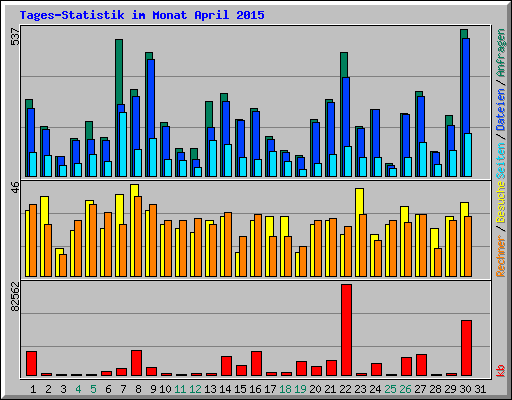 Tages-Statistik im Monat April 2015
537
46
82562
Rechner / Besuche Seiten / Dateien / Anfragen
kb
1 2 3 4 5 6 7 8 9 10 11 12 13 14 15 16 17 18 19 20 21 22 23 24 25 26 27 28 29 30 31